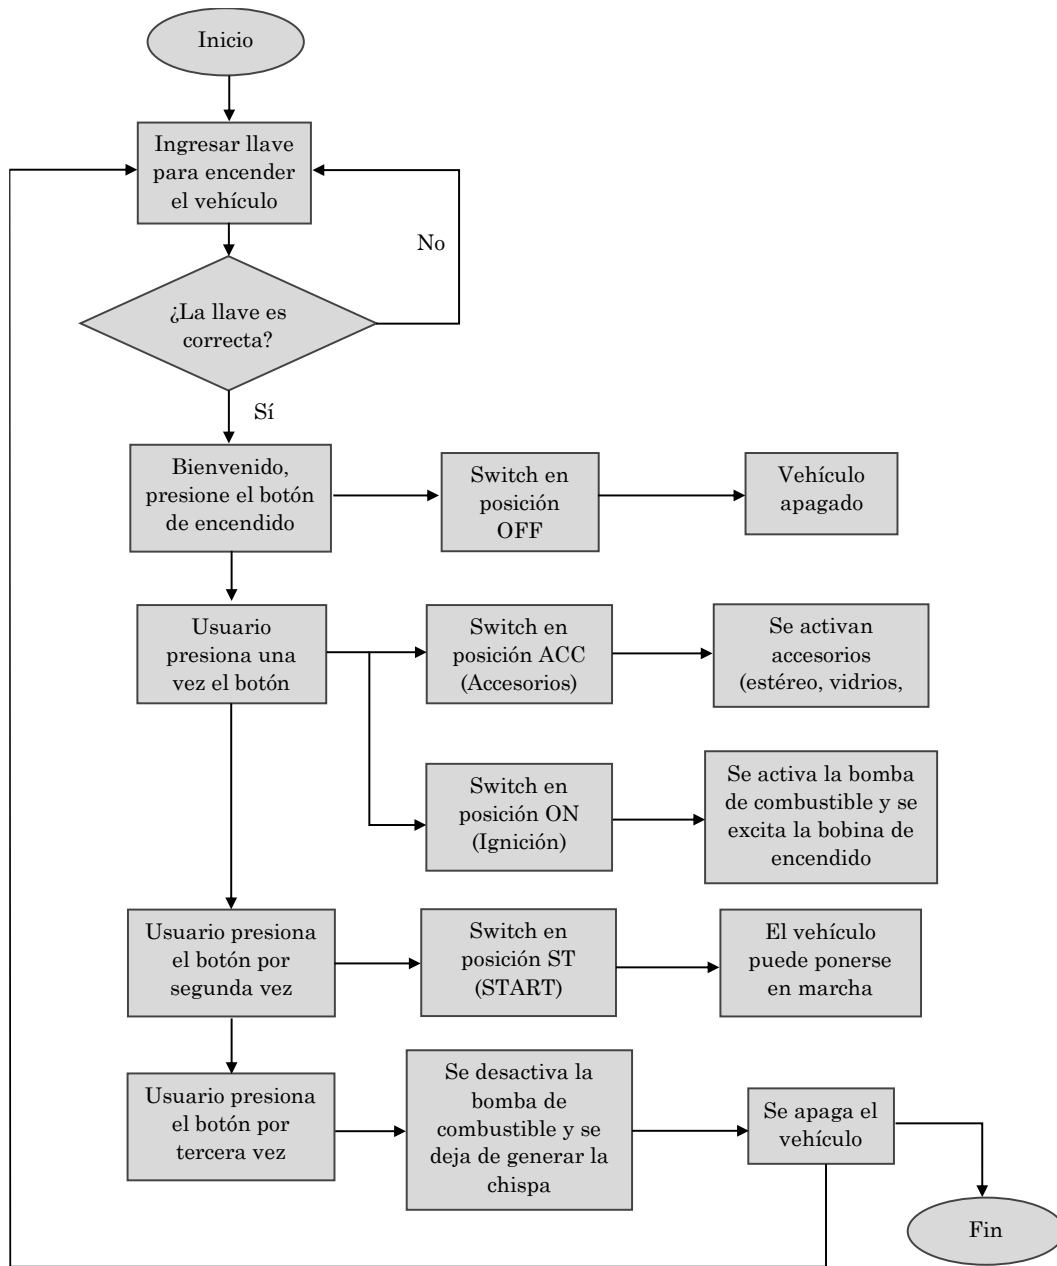 Inicio
Ingresar llave
para encender
el vehículo
No
¿La llave es
correcta?
Sí
Bienvenido,
presione el botón
de encendido
Switch en
posición
OFF
Vehículo
apagado
Usuario
presiona una
vez el botón
Switch en
posición ACC
(Accesorios)
Se activan
accesorios
(estéreo, vidrios,
Switch en
posición ON
(Ignición)
Se activa la bomba
de combustible y se
excita la bobina de
encendido
Usuario presiona
el botón por
segunda vez
Switch en
posición ST
(START)
El vehículo
puede ponerse
en marcha
Usuario presiona
el botón por
tercera vez
Se desactiva la
bomba de
combustible y se
deja de generar la
chispa
Se apaga el
vehículo
Fin